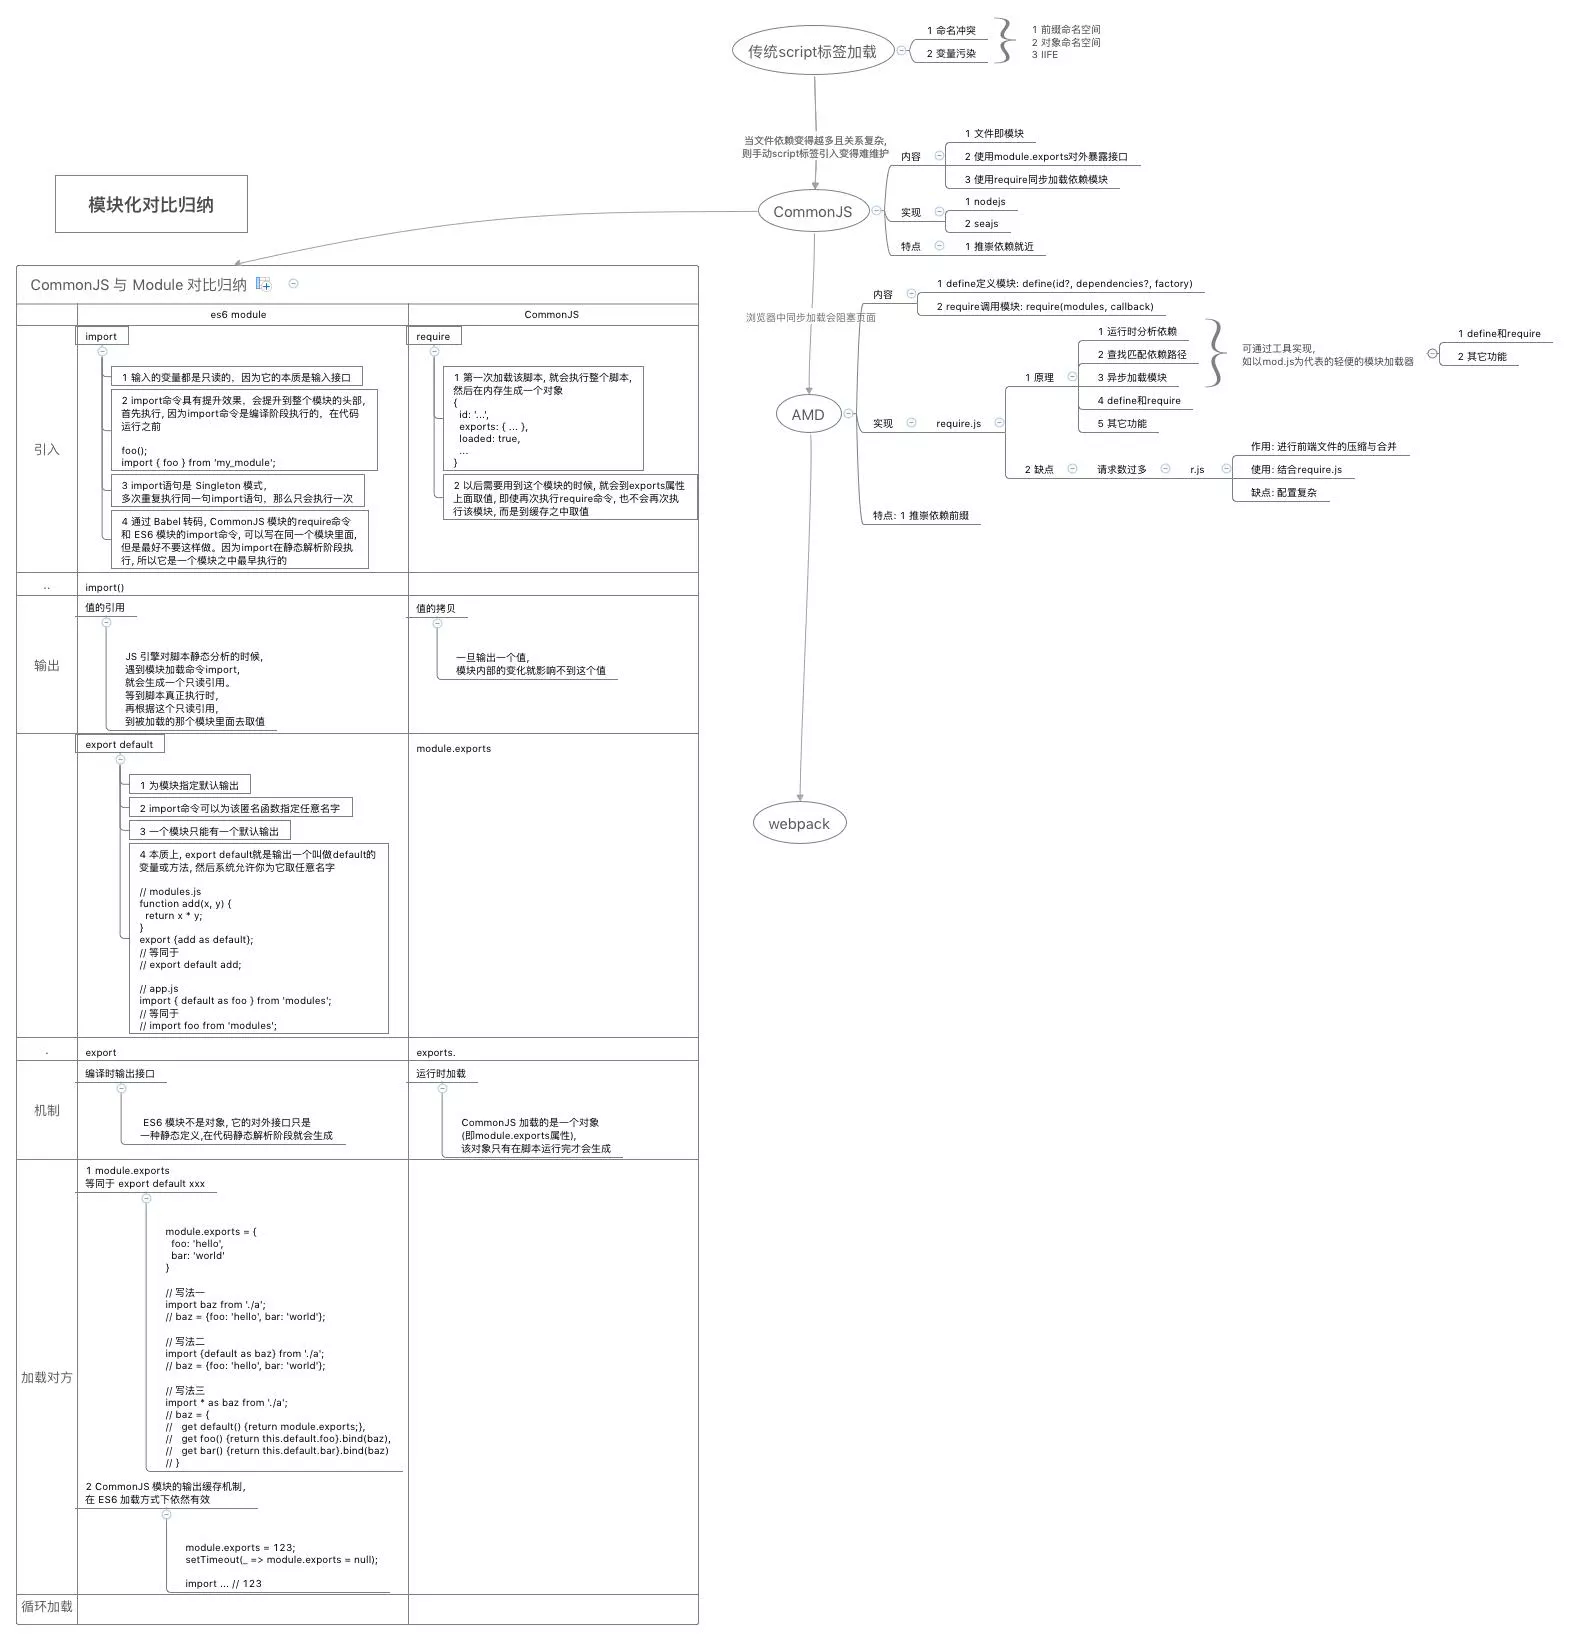 传统script标签加载
1 命名冲突
2 变量污染
1 前缀命名空间
2 对象命名空间
3 IIFE
当文件依赖变得越多且关系复杂,
则手动script标签引入变得难维护
CommonJS
内容
1 文件即模块
2 使用module.exports对外暴露接口
3 使用require同步加载依赖模块
实现
1 nodejs
2 seajs
特点
1 推崇依赖就近
浏览器中同步加载会阻塞页面
AMD
内容
1 define定义模块: define(id?, dependencies?, factory)
2 require调用模块: require(modules, callback)
实现
require.js
1 原理
1 运行时分析依赖
2 查找匹配依赖路径
3 异步加载模块
4 define和require
5 其它功能
可通过工具实现,
如以mod.js为代表的轻便的模块加载器
1 define和require
2 其它功能
2 缺点
请求数过多
r.js
作用: 进行前端文件的压缩与合并
使用: 结合require.js
缺点: 配置复杂
特点: 1 推崇依赖前缀
webpack
模块化对比归纳
CommonJS 与 Module 对比归纳
es6 module
CommonJS
引入
import
1 输入的变量都是只读的，因为它的本质是输入接口
2 import命令具有提升效果，会提升到整个模块的头部,
首先执行, 因为import命令是编译阶段执行的，在代码
运行之前
foo();
import { foo } from 'my_module';
3 import语句是 Singleton 模式,
多次重复执行同一句import语句，那么只会执行一次
4 通过 Babel 转码, CommonJS 模块的require命令
和 ES6 模块的import命令, 可以写在同一个模块里面,
但是最好不要这样做。因为import在静态解析阶段执
行, 所以它是一个模块之中最早执行的
require
1 第一次加载该脚本, 就会执行整个脚本,
然后在内存生成一个对象
{
id: '...',
exports: { ... },
loaded: true,
...
}
2 以后需要用到这个模块的时候, 就会到exports属性
上面取值, 即使再次执行require命令, 也不会再次执
行该模块, 而是到缓存之中取值
..
import()
输出
值的引用
JS 引擎对脚本静态分析的时候,
遇到模块加载命令import,
就会生成一个只读引用。
等到脚本真正执行时,
再根据这个只读引用,
到被加载的那个模块里面去取值
值的拷贝
一旦输出一个值,
模块内部的变化就影响不到这个值
export default
1 为模块指定默认输出
2 import命令可以为该匿名函数指定任意名字
3 一个模块只能有一个默认输出
4 本质上, export default就是输出一个叫做default的
变量或方法, 然后系统允许你为它取任意名字
// modules.js
function add(x, y) {
return x * y;
}
export {add as default};
// 等同于
// export default add;
// app.js
import { default as foo } from 'modules';
// 等同于
// import foo from 'modules';
module.exports
.
export
exports.
机制
编译时输出接口
ES6 模块不是对象, 它的对外接口只是
一种静态定义,在代码静态解析阶段就会生成
运行时加载
CommonJS 加载的是一个对象
(即module.exports属性),
该对象只有在脚本运行完才会生成
加载对方
1 module.exports
等同于 export default xxx
module.exports = {
foo: 'hello',
bar: 'world'
}
// 写法一
import baz from './a';
// baz = {foo: 'hello', bar: 'world'};
// 写法二
import {default as baz} from './a';
// baz = {foo: 'hello', bar: 'world'};
// 写法三
import * as baz from './a';
// baz = {
// get default() {return module.exports;},
// get foo() {return this.default.foo}.bind(baz),
// get bar() {return this.default.bar}.bind(baz)
// }
2 CommonJS 模块的输出缓存机制,
在 ES6 加载方式下依然有效
module.exports = 123;
setTimeout(_ => module.exports = null);
import ... // 123
循环加载